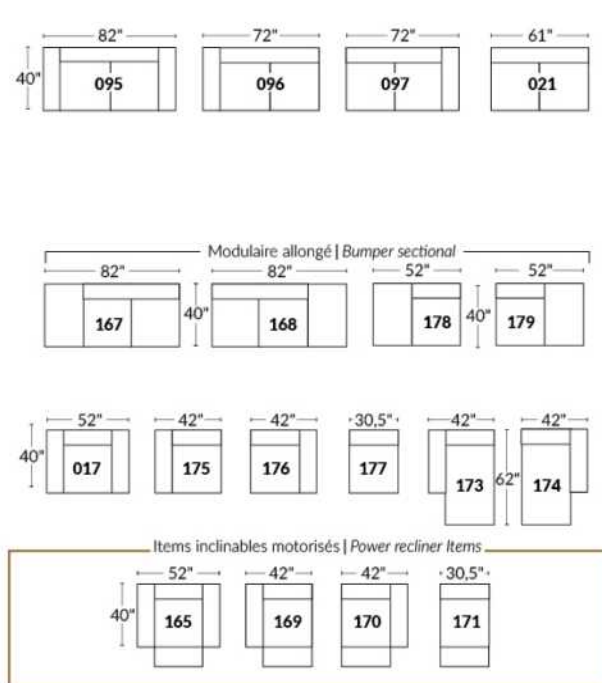 82" 72" 72" 61"
40" 095 096 097 021
Modulaire allongé | Bumper sectional
82" 82" 52" 52"
167 40" 168 178 40" 179
52" 42" 42" 30,5" 42" 42"
40" 017 175 176 177 173 62" 174
Items inclinables motorisés | Power recliner Items
52" 42" 42" 30,5"
40" 165 169 170 171